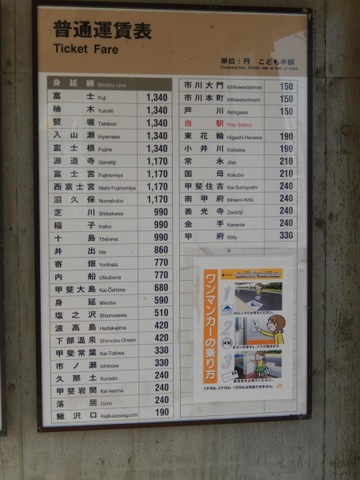 普通運賃表
Ticket Fare
単位：円 こども半額
身延線 Minobu Line
富士 Fuji 1,340
柚木 Yunoki 1,340
竪堀 Tatebori 1,340
入山瀬 Iriyamase 1,340
富士根 Fujine 1,340
源道寺 Gendōji 1,170
富士宮 Fujinomiya 1,170
西富士宮 Nishi-Fujinomiya 1,170
沼久保 Numakubo 1,170
芝川 Shibakawa 990
稲子 Inako 990
十島 Tōshima 990
井出 Ide 860
寄畑 Yorihata 770
内船 Utsubuna 770
甲斐大島 Kai-Ōshima 680
身延 Minobu 590
塩之沢 Shionosawa 510
波高島 Hadakajima 420
下部温泉 Shimobe-Onsen 420
甲斐常葉 Kai-Tokiwa 330
市ノ瀬 Ichinose 330
久那土 Kunado 240
甲斐岩間 Kai-Iwama 240
落居 Ochii 240
鰍沢口 Kajikazawaguchi 190
市川大門 Ichikawadaimon 150
市川本町 Ichikawahommachi 150
芦川 Ashigawa 150
当駅 This Station
東花輪 Higashi-Hanawa 190
小井川 Koikawa 190
常永 Jōei 210
国母 Kokubo 210
甲斐住吉 Kai-Sumiyoshi 240
南甲府 Minami-Kōfu 240
善光寺 Zenkōji 240
金手 Kanente 240
甲府 Kōfu 330
ワンマンカーの乗り方
1
2
3